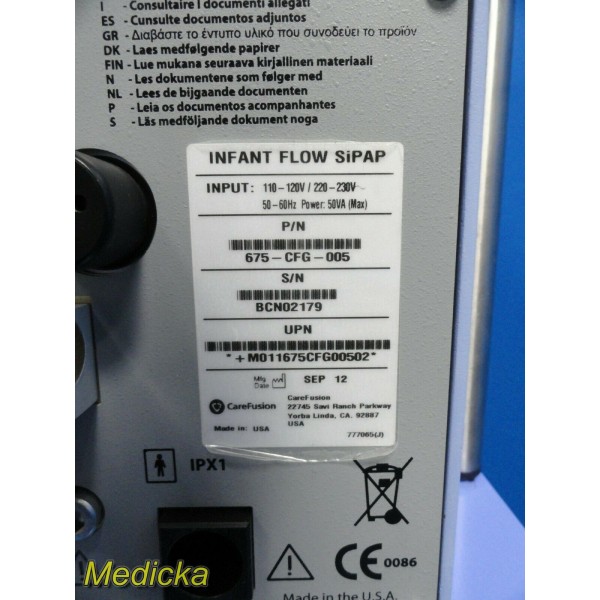 I - Consultare i documenti allegati
ES - Consulte documentos adjuntos
GR - Διαβάστε το έντυπο υλικό που συνοδεύει το προϊόν
DK - Laes medfølgende papirer
FIN - Lue mukana seuraava kirjallinen materiaali
N - Les dokumentene som følger med
NL - Lees de bijgaande documenten
P - Leia os documentos acompanhantes
S - Läs medföljande dokument noga
INFANT FLOW SiPAP
INPUT: 110-120V / 220-230V~
50-60Hz Power: 50VA (Max)
P/N
675-CFG-005
S/N
BCN02179
UPN
*+M011675CFG00502*
Mfg Date SEP 12
CareFusion
CareFusion
22745 Savi Ranch Parkway
Yorba Linda, CA. 92887
USA
Made in: USA
777065(J)
IPX1
CE 0086
Made in the U.S.A.
Medicka